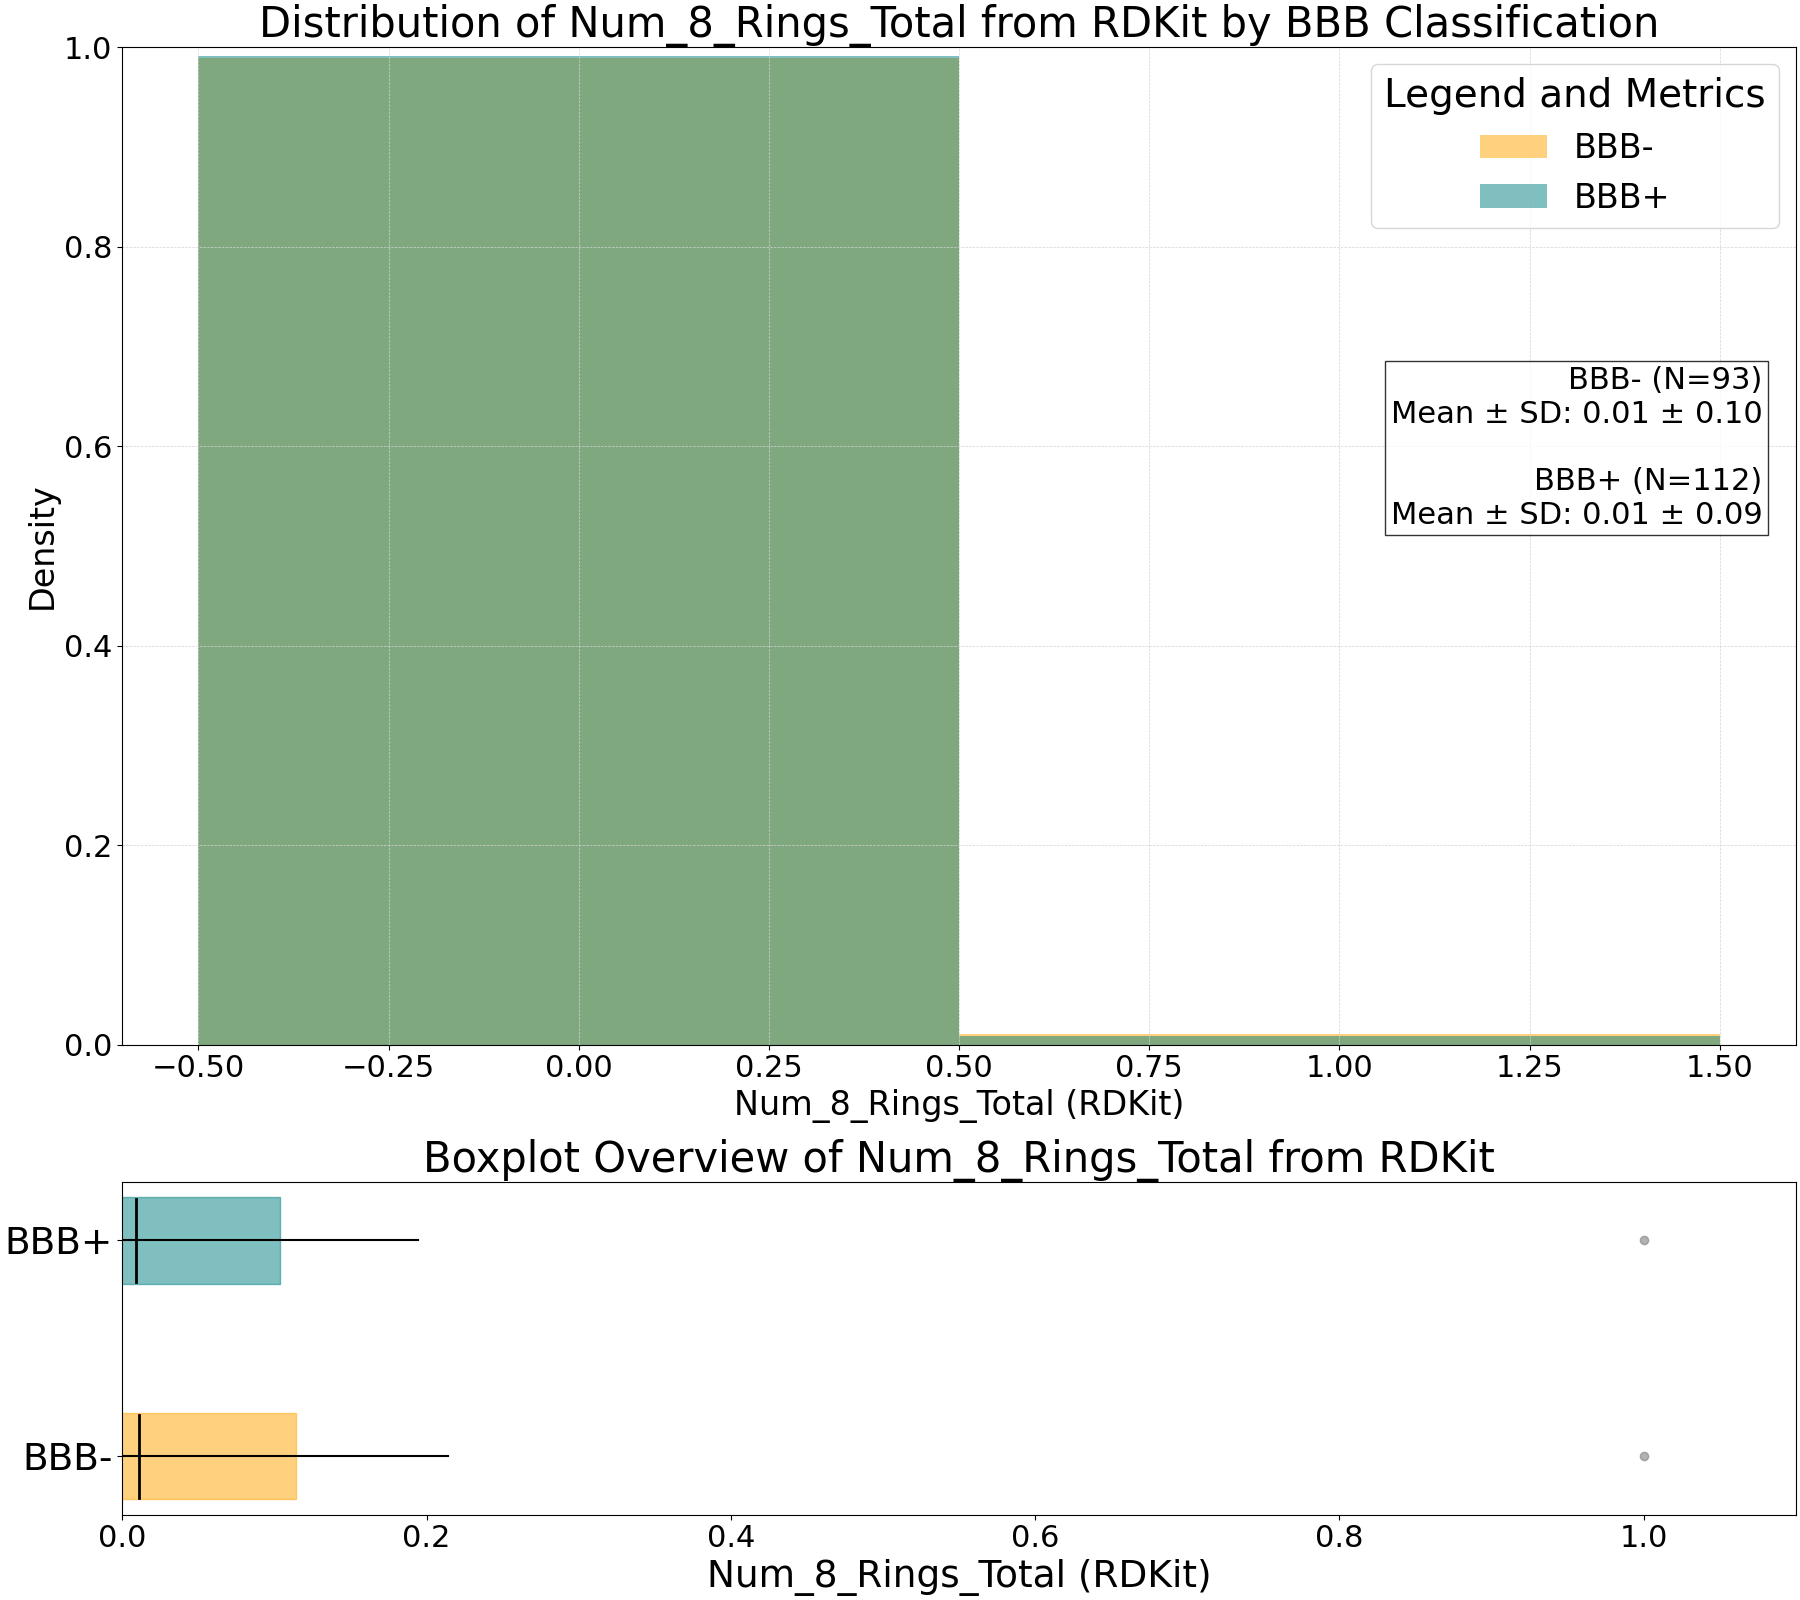 Distribution of Num_8_Rings_Total from RDKit by BBB Classification
1.0
0.8
0.6
0.4
0.2
0.0
Density
Legend and Metrics
BBB-
BBB+
BBB- (N=93)
Mean ± SD: 0.01 ± 0.10
BBB+ (N=112)
Mean ± SD: 0.01 ± 0.09
−0.50 −0.25 0.00 0.25 0.50 0.75 1.00 1.25 1.50
Num_8_Rings_Total (RDKit)
Boxplot Overview of Num_8_Rings_Total from RDKit
BBB+
BBB-
0.0 0.2 0.4 0.6 0.8 1.0
Num_8_Rings_Total (RDKit)